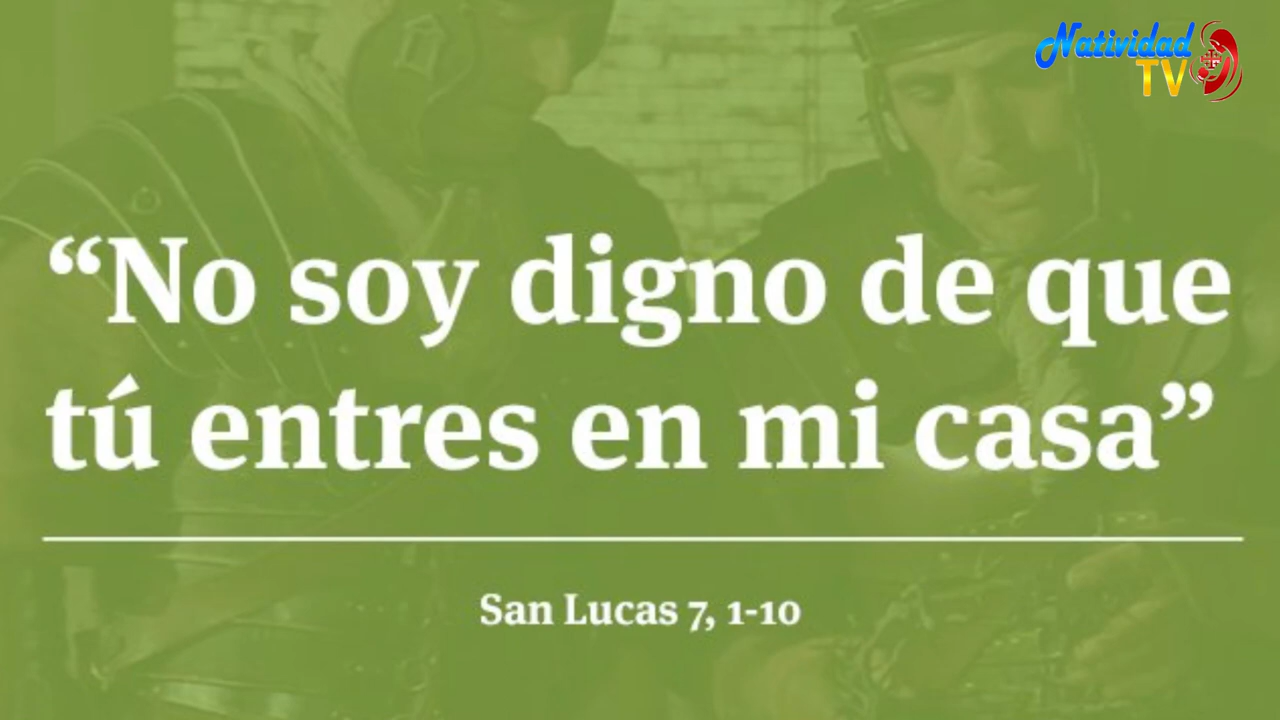 Natividad
TV
“No soy digno de que
tú entres en mi casa”
San Lucas 7, 1-10